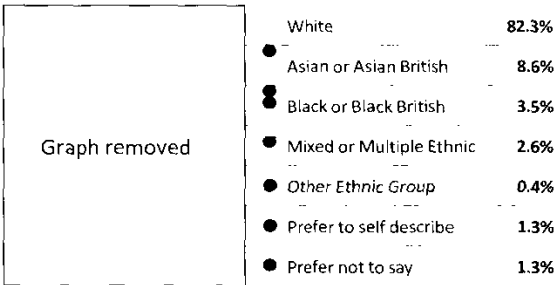 White 82.3%
Asian or Asian British 8.6%
Black or Black British 3.5%
Graph removed
Mixed or Multiple Ethnic 2.6%
Other Ethnic Group 0.4%
Prefer to self describe 1.3%
Prefer not to say 1.3%